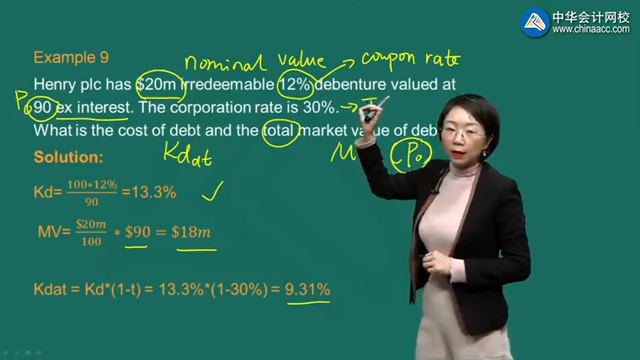 中华会计网校
www.chinaacc.com
Example 9
nominal value
coupon rate
Henry plc has $20m irredeemable 12% debenture valued at
P₀
90 ex interest. The corporation rate is 30%. → T
What is the cost of debt and the total market value of deb
Solution:
Kdat
M
P₀
Kd= 100*12% / 90 =13.3% ✓
MV= $20m / 100 * $90 = $18m
Kdat = Kd*(1-t) = 13.3%*(1-30%) = 9.31%